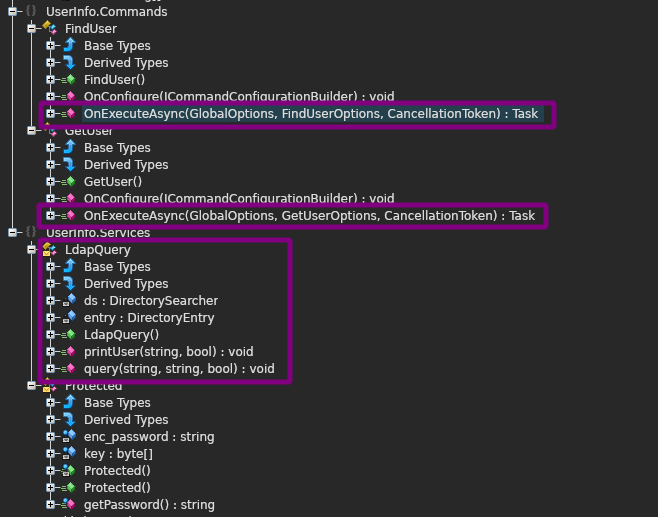 {} UserInfo.Commands
FindUser
Base Types
Derived Types
FindUser()
OnConfigure(ICommandConfigurationBuilder) : void
OnExecuteAsync(GlobalOptions, FindUserOptions, CancellationToken) : Task
GetUser
Base Types
Derived Types
GetUser()
OnConfigure(ICommandConfigurationBuilder) : void
OnExecuteAsync(GlobalOptions, GetUserOptions, CancellationToken) : Task
{} UserInfo.Services
LdapQuery
Base Types
Derived Types
ds : DirectorySearcher
entry : DirectoryEntry
LdapQuery()
printUser(string, bool) : void
query(string, string, bool) : void
Protected
Base Types
Derived Types
enc_password : string
key : byte[]
Protected()
Protected()
getPassword() : string